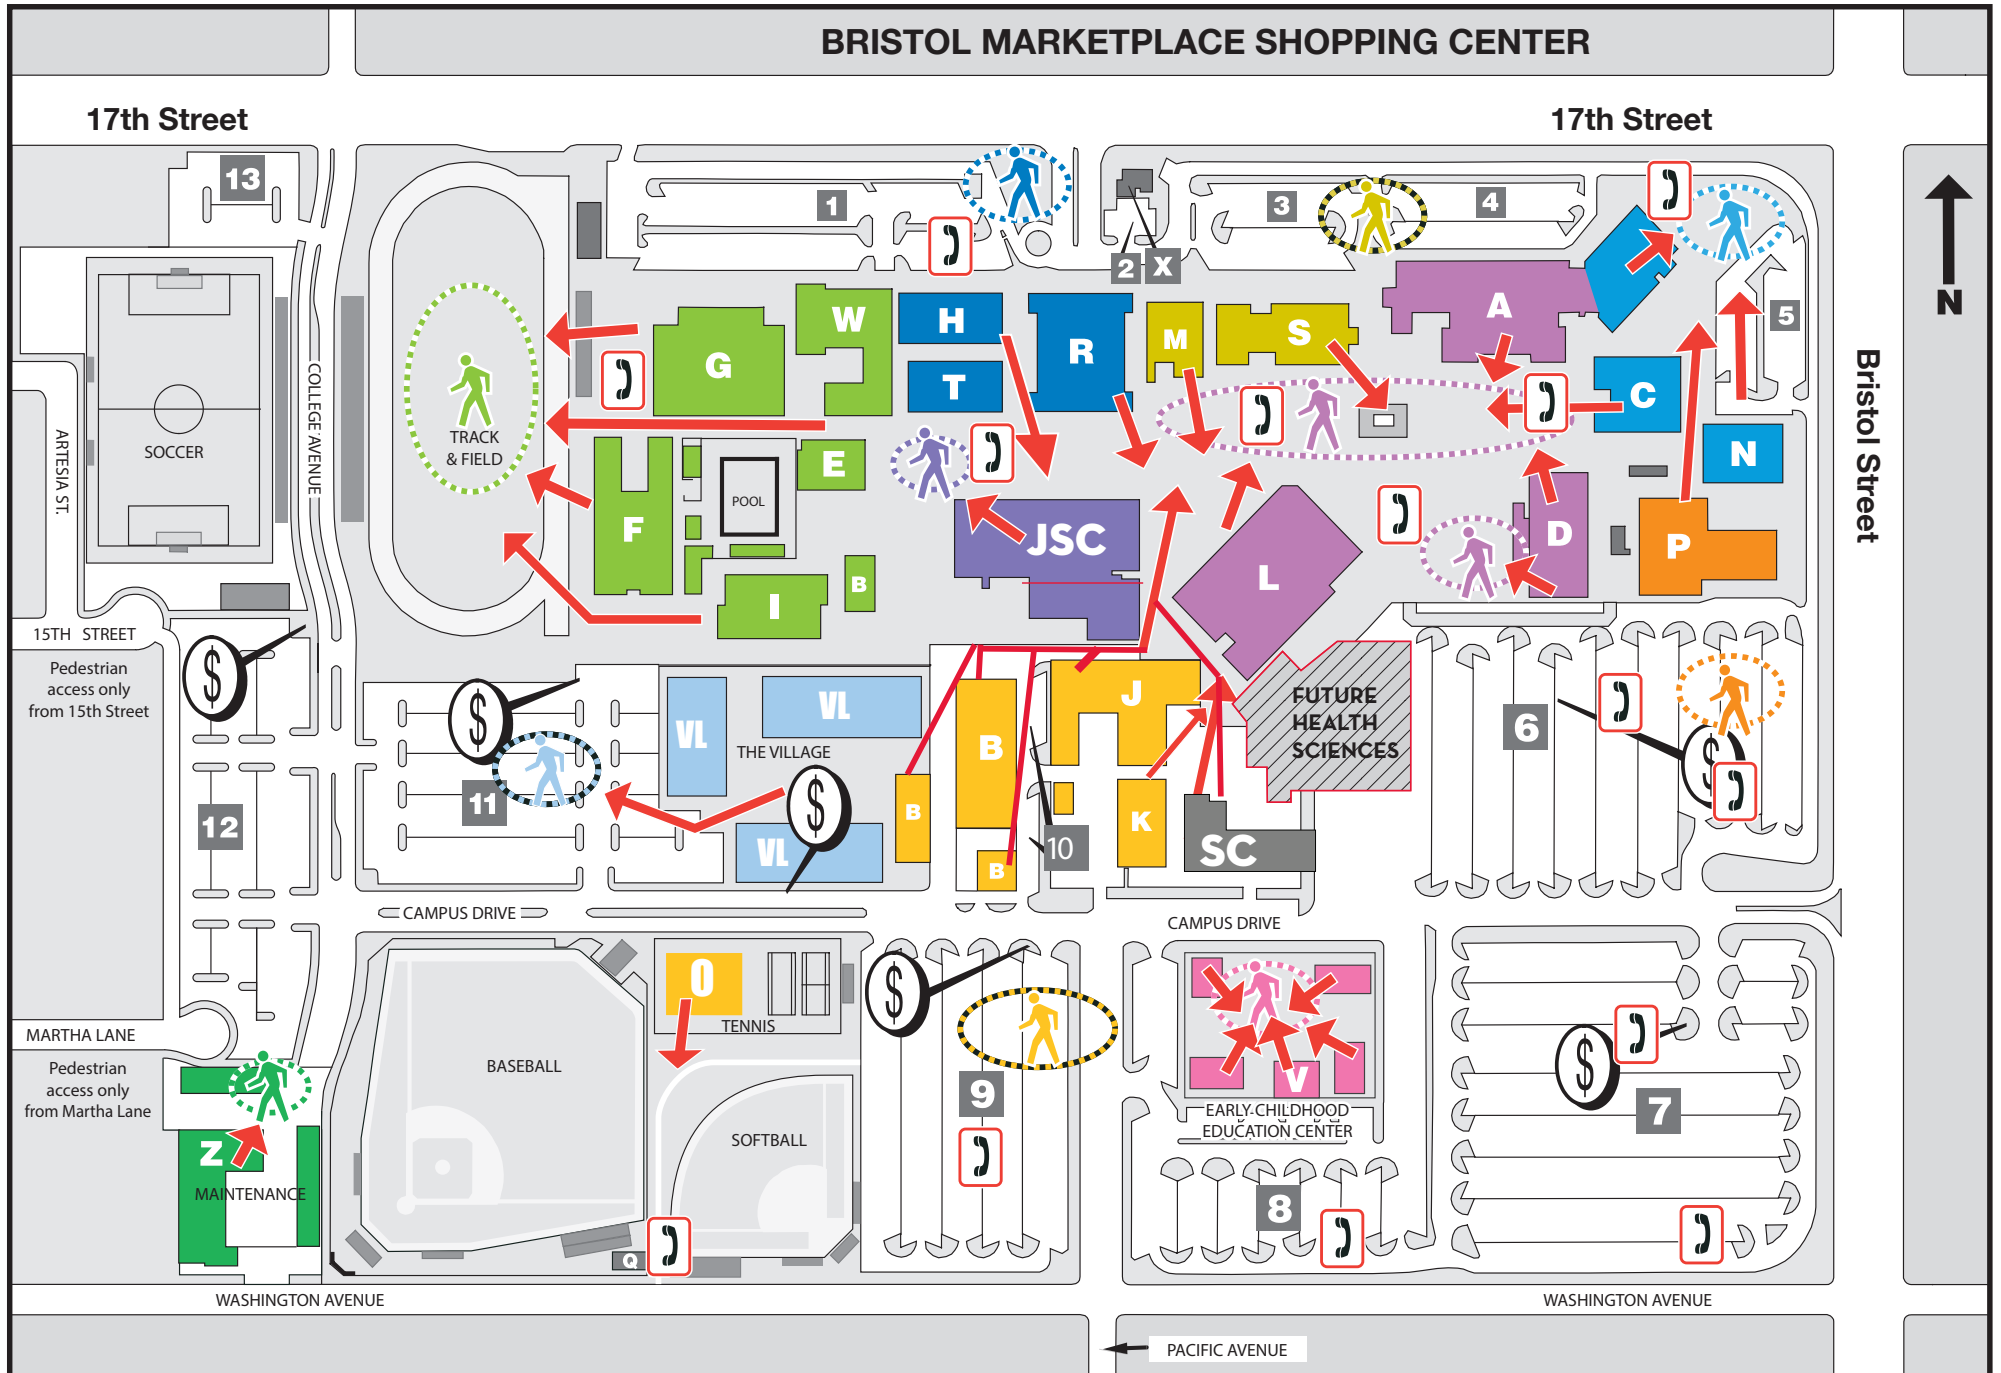 BRISTOL MARKETPLACE SHOPPING CENTER
17th Street
17th Street
13
1
3
4
2
X
5
N
Bristol Street
COLLEGE AVENUE
ARTESIA ST.
SOCCER
TRACK
& FIELD
G
W
H
T
R
M
S
A
C
N
E
F
POOL
I
B
JSC
L
D
P
15TH STREET
Pedestrian
access only
from 15th Street
$
$
12
11
VL
VL
THE VILLAGE
VL
$
B
B
B
J
K
10
SC
FUTURE
HEALTH
SCIENCES
6
$
CAMPUS DRIVE
CAMPUS DRIVE
MARTHA LANE
Pedestrian
access only
from Martha Lane
Z
MAINTENANCE
BASEBALL
O
TENNIS
SOFTBALL
Q
$
9
V
EARLY CHILDHOOD
EDUCATION CENTER
8
$
7
WASHINGTON AVENUE
WASHINGTON AVENUE
PACIFIC AVENUE